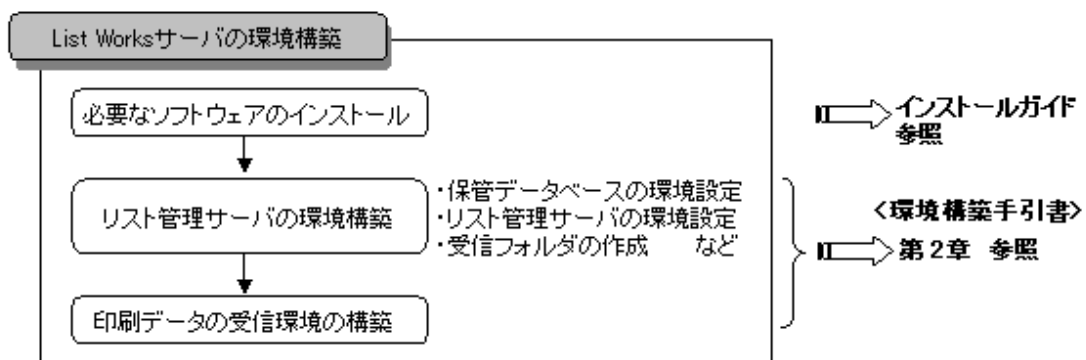 List Worksサーバの環境構築
必要なソフトウェアのインストール
インストールガイド
参照
リスト管理サーバの環境構築
・保管データベースの環境設定
・リスト管理サーバの環境設定
・受信フォルダの作成 など
<環境構築手引書>
第2章 参照
印刷データの受信環境の構築